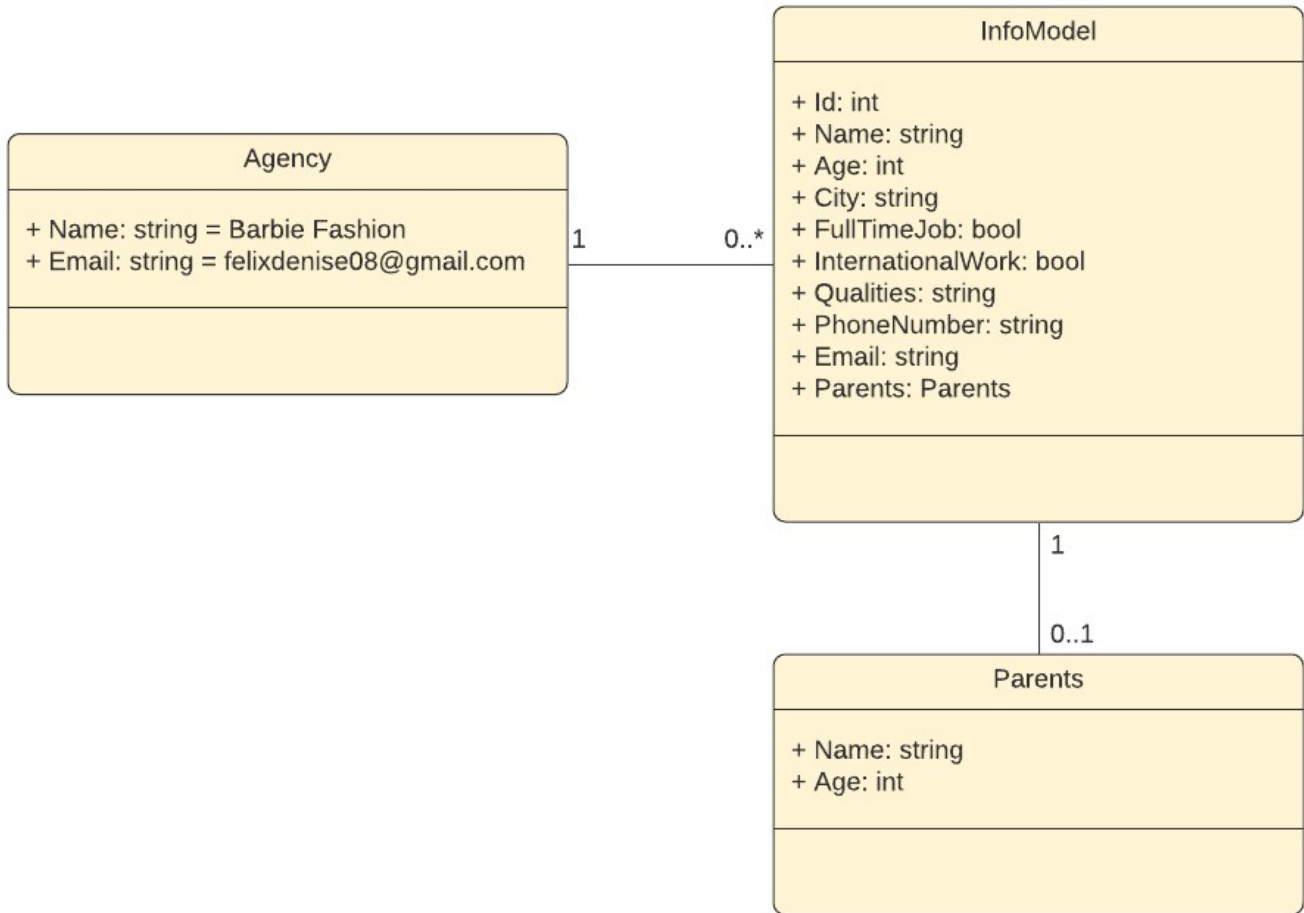 Agency
+ Name: string = Barbie Fashion
+ Email: string = felixdenise08@gmail.com
1
0..*
InfoModel
+ Id: int
+ Name: string
+ Age: int
+ City: string
+ FullTimeJob: bool
+ InternationalWork: bool
+ Qualities: string
+ PhoneNumber: string
+ Email: string
+ Parents: Parents
1
0..1
Parents
+ Name: string
+ Age: int